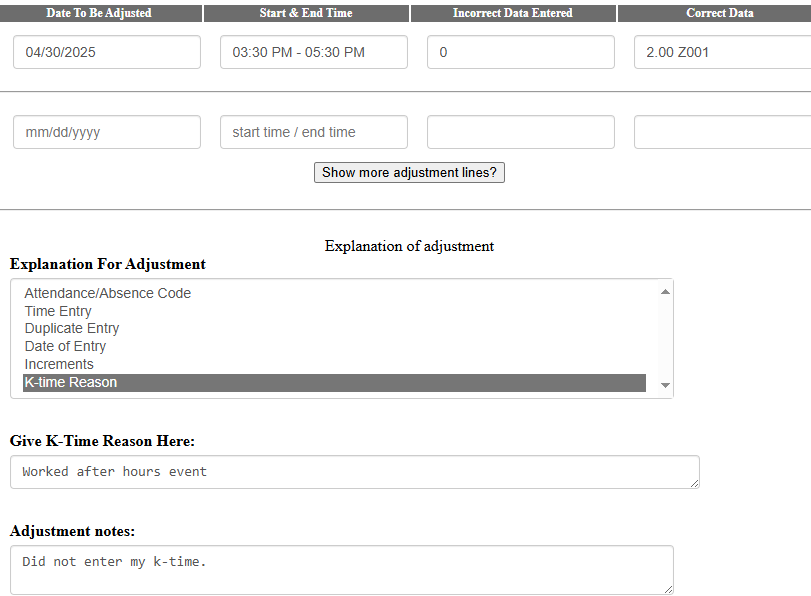 Date To Be Adjusted Start & End Time Incorrect Data Entered Correct Data
04/30/2025 03:30 PM - 05:30 PM 0 2.00 Z001
mm/dd/yyyy start time / end time
Show more adjustment lines?
Explanation of adjustment
Explanation For Adjustment
Attendance/Absence Code
Time Entry
Duplicate Entry
Date of Entry
Increments
K-time Reason
Give K-Time Reason Here:
Worked after hours event
Adjustment notes:
Did not enter my k-time.